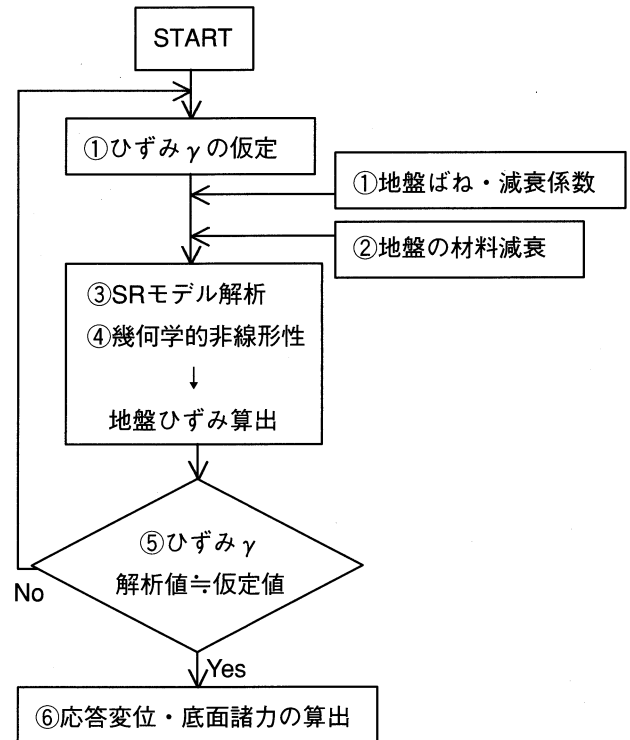 START
①ひずみγの仮定
①地盤ばね・減衰係数
②地盤の材料減衰
③SRモデル解析
④幾何学的非線形性
↓
地盤ひずみ算出
⑤ひずみγ
解析値≒仮定値
No
Yes
⑥応答変位・底面諸力の算出